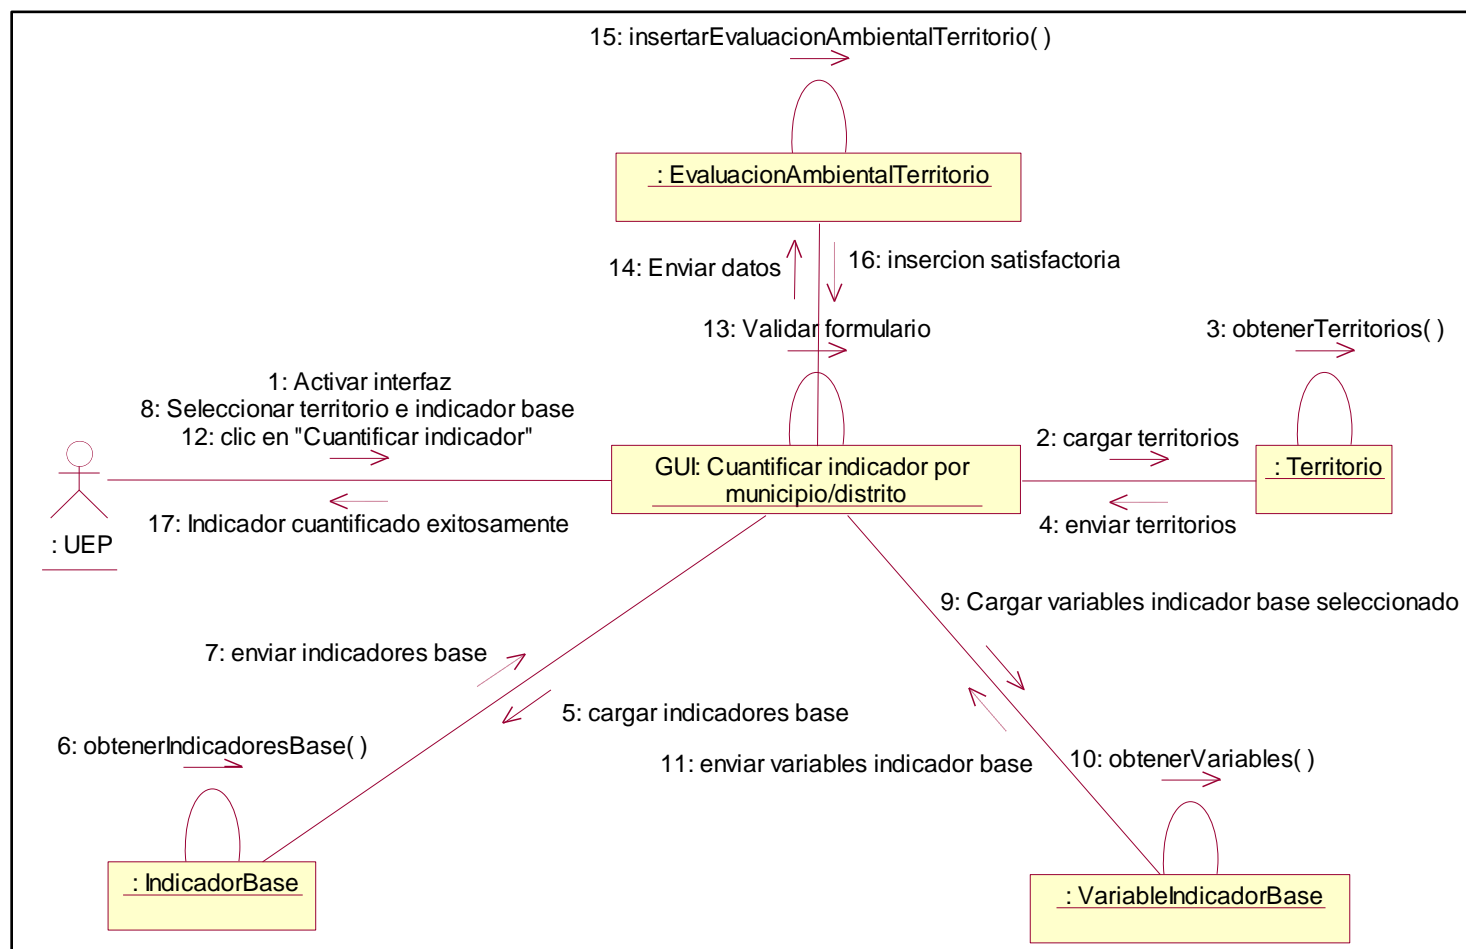 15: insertarEvaluacionAmbientalTerritorio( )
: EvaluacionAmbientalTerritorio
14: Enviar datos
16: insercion satisfactoria
13: Validar formulario
3: obtenerTerritorios( )
1: Activar interfaz
8: Seleccionar territorio e indicador base
12: clic en "Cuantificar indicador"
2: cargar territorios
GUI: Cuantificar indicador por
municipio/distrito
: Territorio
17: Indicador cuantificado exitosamente
4: enviar territorios
: UEP
9: Cargar variables indicador base seleccionado
7: enviar indicadores base
5: cargar indicadores base
6: obtenerIndicadoresBase( )
11: enviar variables indicador base
10: obtenerVariables( )
: IndicadorBase
: VariableIndicadorBase